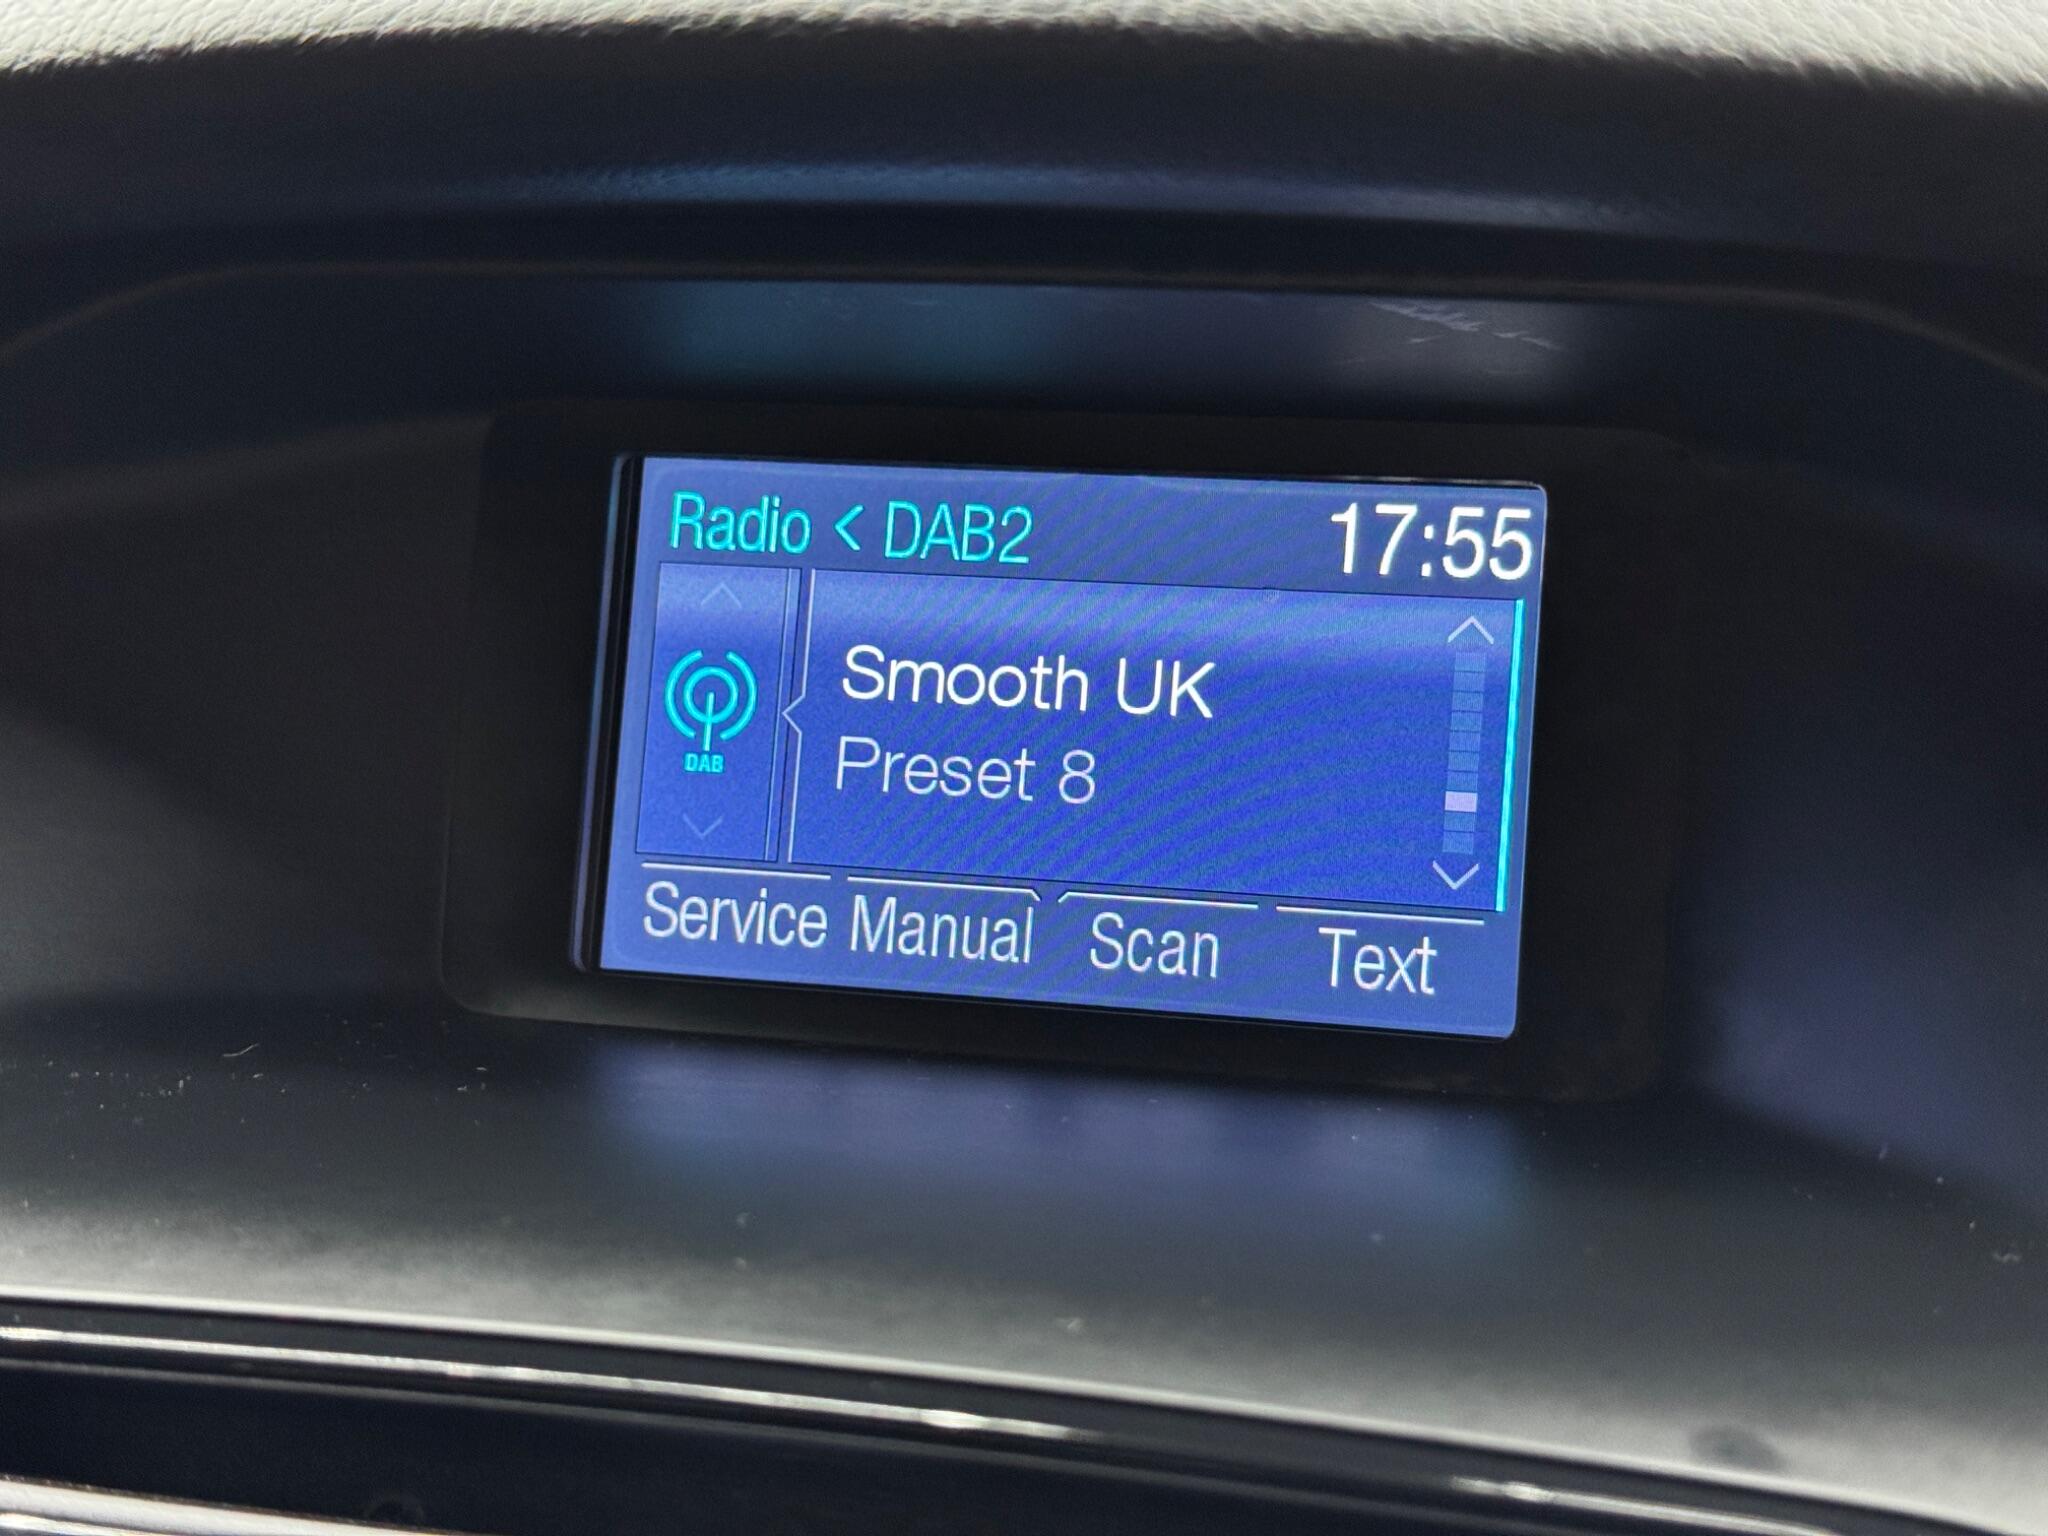 Radio < DAB2 17:55
DAB
Smooth UK
Preset 8
Service Manual Scan Text